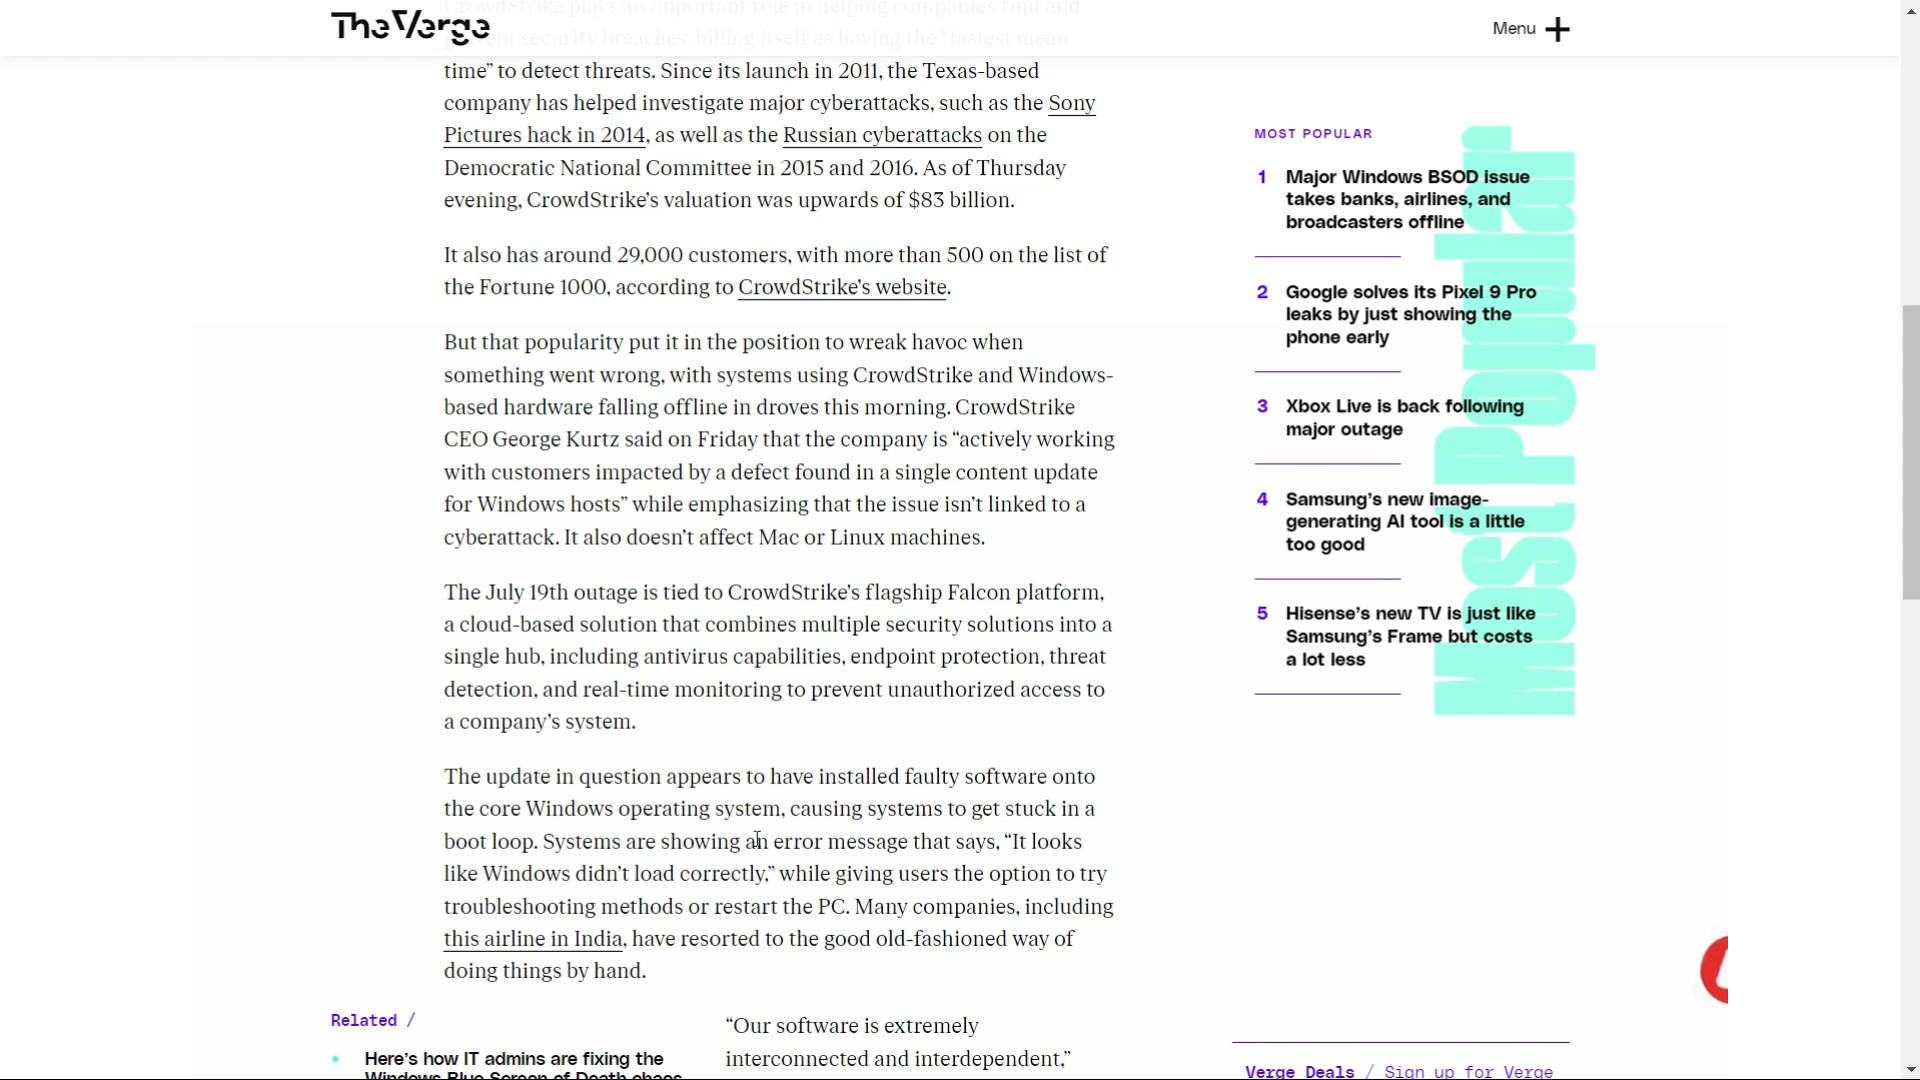 The Verge
Menu
CrowdStrike plays an important role in helping companies find and
prevent security breaches, billing itself as having the “fastest mean
time” to detect threats. Since its launch in 2011, the Texas-based
company has helped investigate major cyberattacks, such as the Sony
Pictures hack in 2014, as well as the Russian cyberattacks on the
Democratic National Committee in 2015 and 2016. As of Thursday
evening, CrowdStrike’s valuation was upwards of $83 billion.
It also has around 29,000 customers, with more than 500 on the list of
the Fortune 1000, according to CrowdStrike’s website.
But that popularity put it in the position to wreak havoc when
something went wrong, with systems using CrowdStrike and Windows-
based hardware falling offline in droves this morning. CrowdStrike
CEO George Kurtz said on Friday that the company is “actively working
with customers impacted by a defect found in a single content update
for Windows hosts” while emphasizing that the issue isn’t linked to a
cyberattack. It also doesn’t affect Mac or Linux machines.
The July 19th outage is tied to CrowdStrike’s flagship Falcon platform,
a cloud-based solution that combines multiple security solutions into a
single hub, including antivirus capabilities, endpoint protection, threat
detection, and real-time monitoring to prevent unauthorized access to
a company’s system.
The update in question appears to have installed faulty software onto
the core Windows operating system, causing systems to get stuck in a
boot loop. Systems are showing an error message that says, “It looks
like Windows didn’t load correctly,” while giving users the option to try
troubleshooting methods or restart the PC. Many companies, including
this airline in India, have resorted to the good old-fashioned way of
doing things by hand.
Related /
Here’s how IT admins are fixing the
Windows Blue Screen of Death chaos
“Our software is extremely
interconnected and interdependent,”
MOST POPULAR
Most Popular
1 Major Windows BSOD issue
takes banks, airlines, and
broadcasters offline
2 Google solves its Pixel 9 Pro
leaks by just showing the
phone early
3 Xbox Live is back following
major outage
4 Samsung’s new image-
generating AI tool is a little
too good
5 Hisense’s new TV is just like
Samsung’s Frame but costs
a lot less
Verge Deals / Sign up for Verge